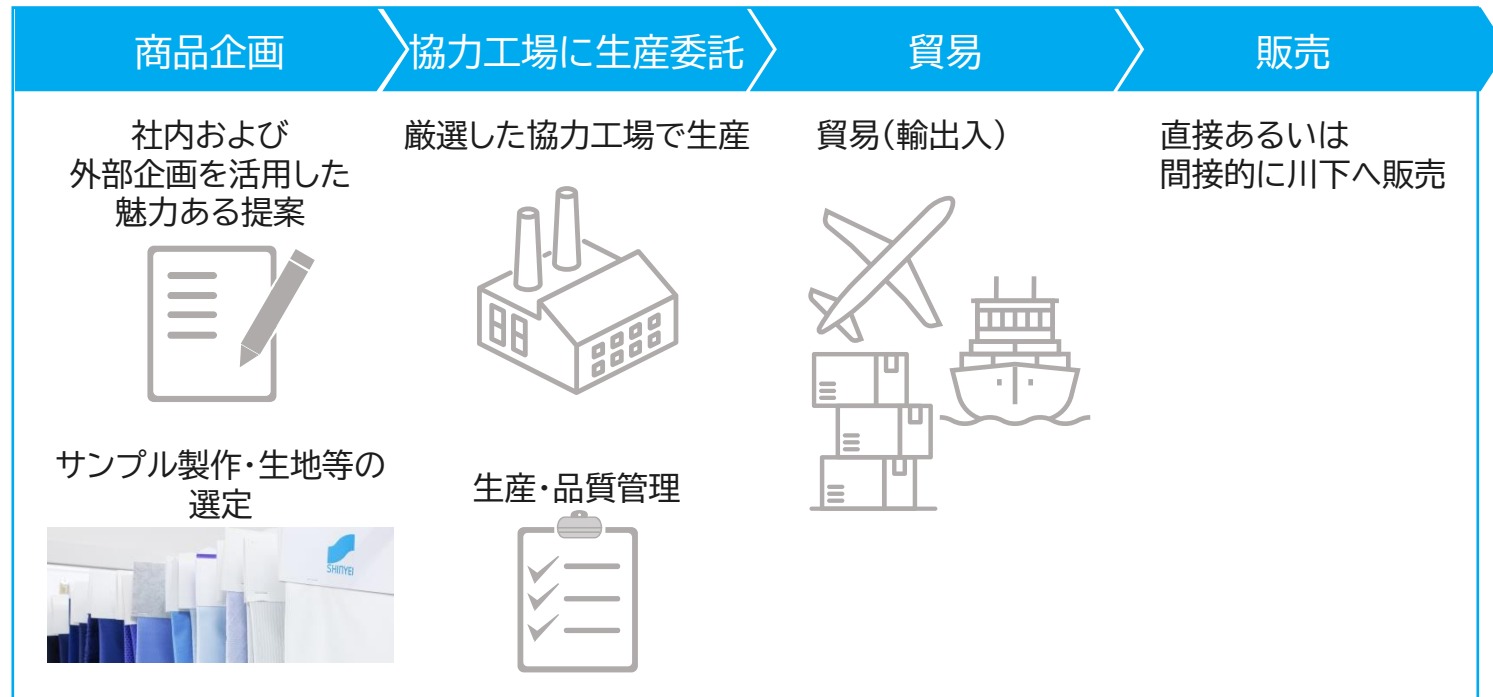 商品企画
協力工場に生産委託
貿易
販売
社内および
外部企画を活用した
魅力ある提案
サンプル製作・生地等の
選定
SHINYEI
厳選した協力工場で生産
生産・品質管理
貿易(輸出入)
直接あるいは
間接的に川下へ販売